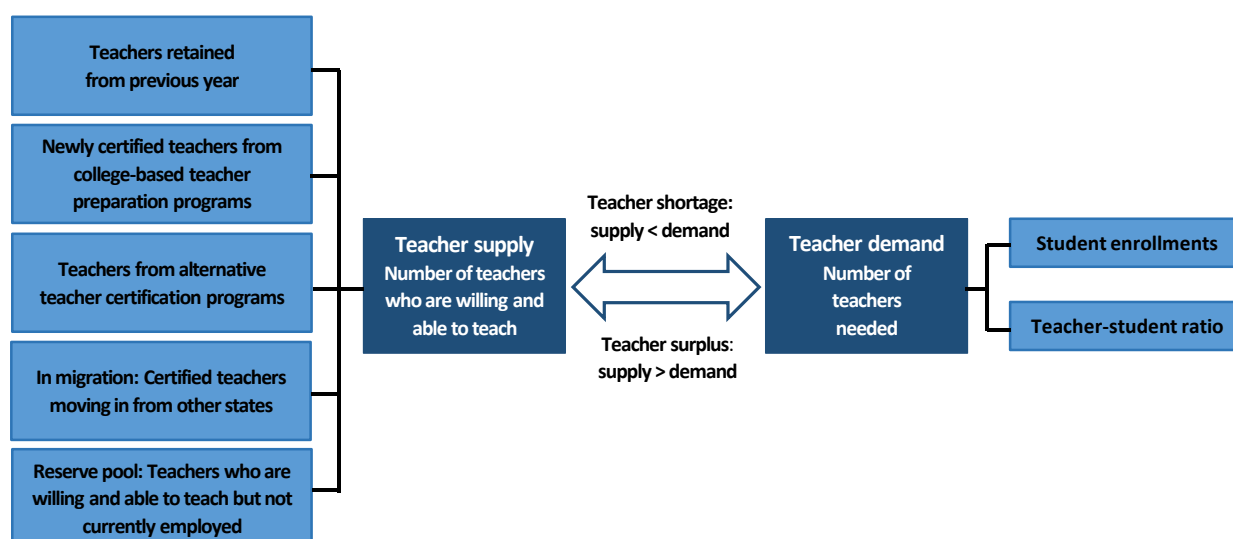 Teachers retained
from previous year
Newly certified teachers from
college-based teacher
preparation programs
Teachers from alternative
teacher certification programs
In migration: Certified teachers
moving in from other states
Reserve pool: Teachers who are
willing and able to teach but not
currently employed
Teacher supply
Number of teachers
who are willing and
able to teach
Teacher shortage:
supply < demand
Teacher surplus:
supply > demand
Teacher demand
Number of
teachers
needed
Student enrollments
Teacher-student ratio